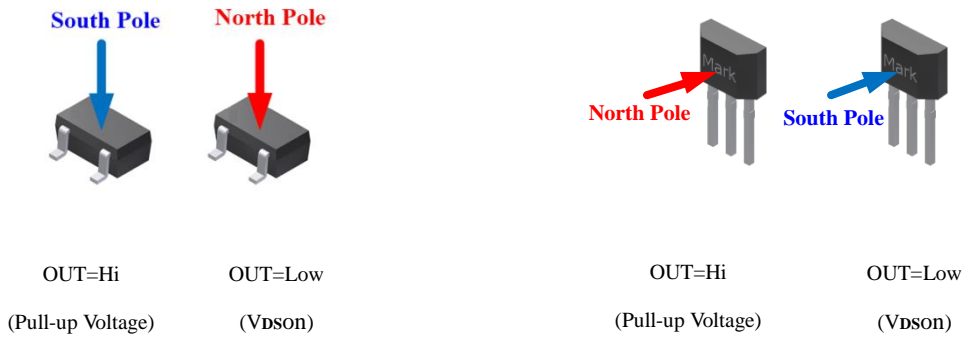 South Pole
North Pole
Mark
Mark
North Pole
South Pole
OUT=Hi
OUT=Low
OUT=Hi
OUT=Low
(Pull-up Voltage)
(VDSon)
(Pull-up Voltage)
(VDSon)